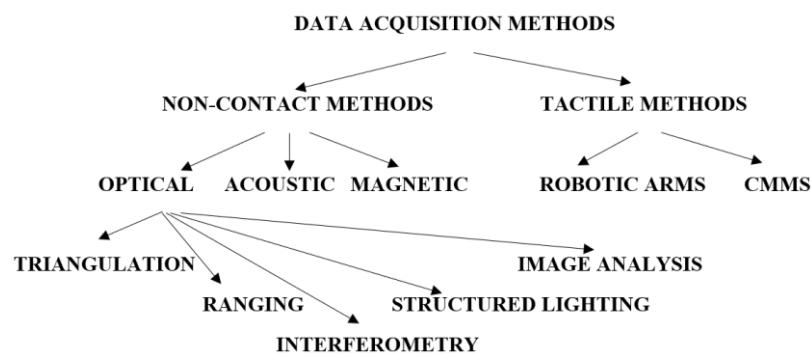 DATA ACQUISITION METHODS
NON-CONTACT METHODS
TACTILE METHODS
OPTICAL
ACOUSTIC
MAGNETIC
ROBOTIC ARMS
CMMS
TRIANGULATION
IMAGE ANALYSIS
RANGING
STRUCTURED LIGHTING
INTERFEROMETRY